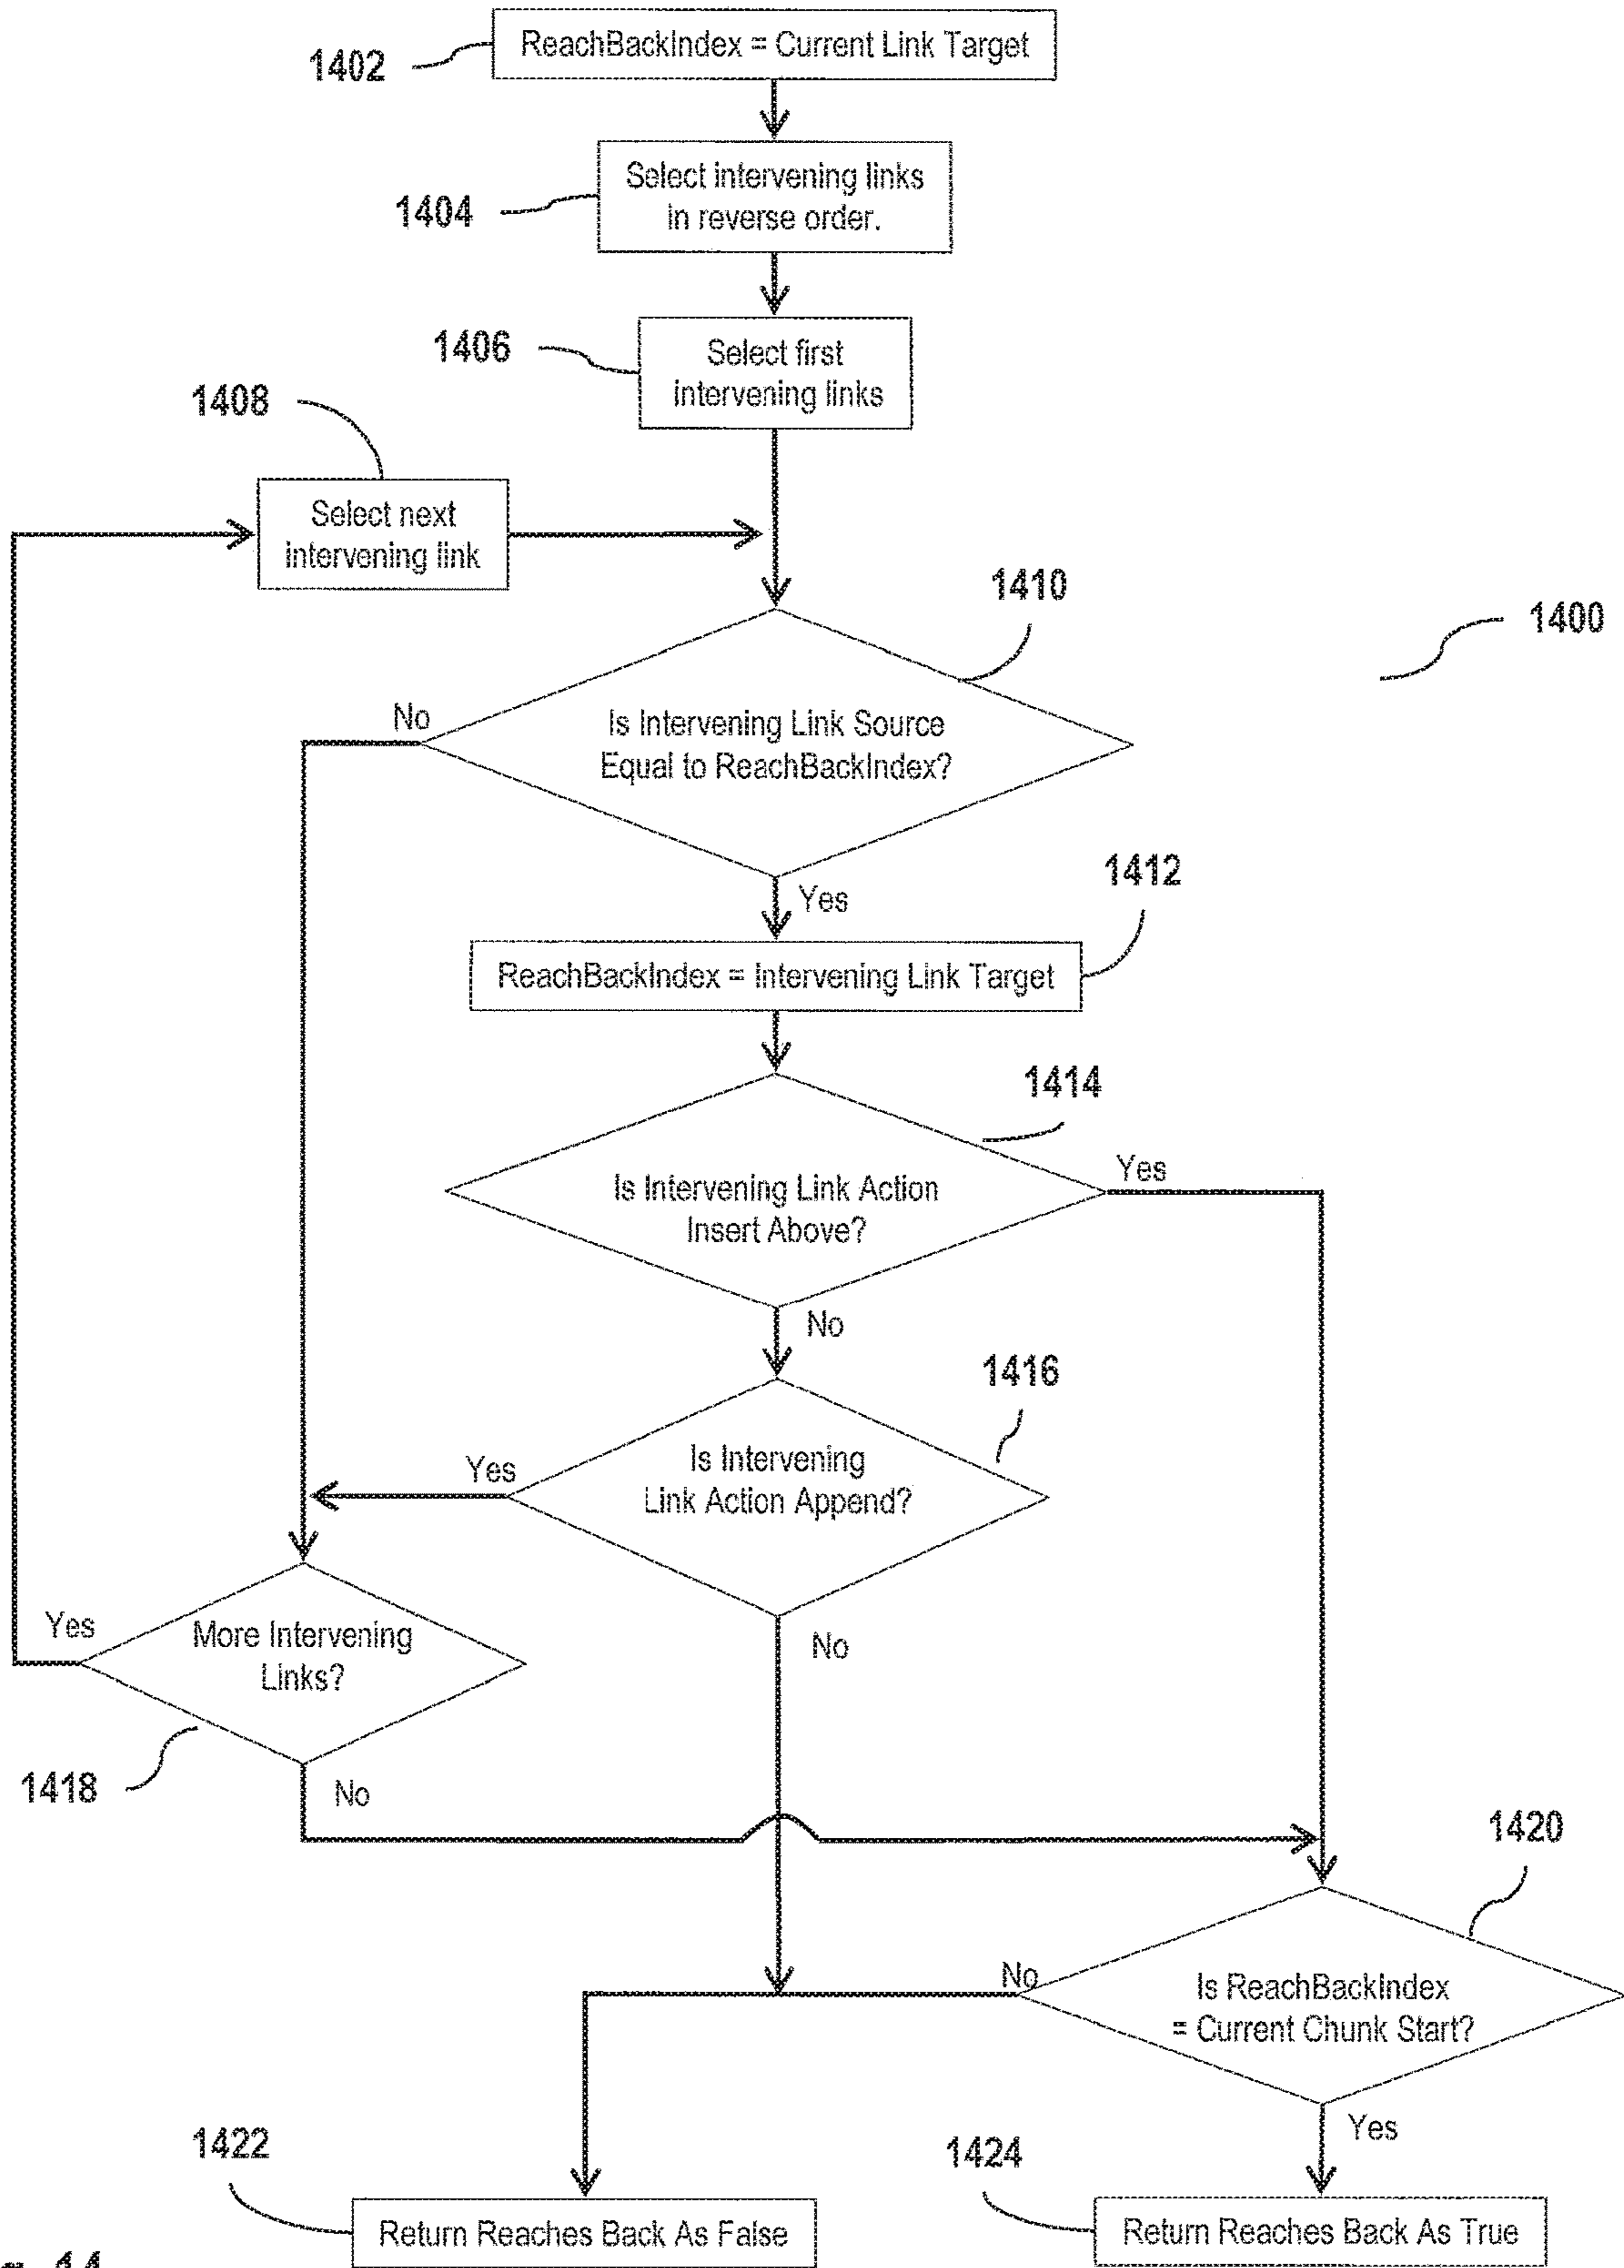 1402
ReachBackIndex = Current Link Target
1404
Select intervening links
in reverse order.
1406
Select first
intervening links
1408
Select next
intervening link
1410
1400
No
Is Intervening Link Source
Equal to ReachBackIndex?
1412
Yes
ReachBackIndex = Intervening Link Target
1414
Yes
Is Intervening Link Action
Insert Above?
No
1416
Yes
Is Intervening
Link Action Append?
Yes
More Intervening
Links?
No
1418
No
1420
No
Is ReachBackIndex
= Current Chunk Start?
Yes
1422
1424
Return Reaches Back As False
Return Reaches Back As True
14